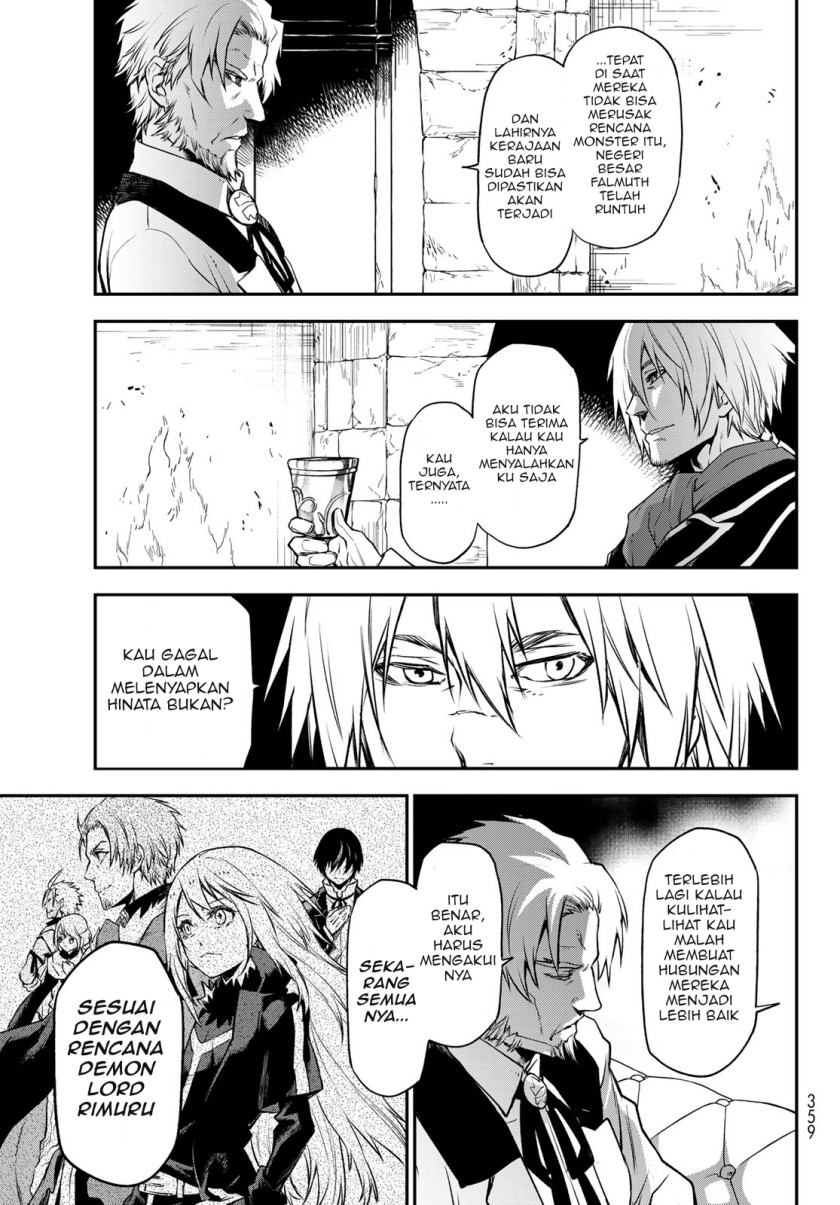 ...TEPAT
DI SAAT
MEREKA
TIDAK BISA
MERUSAK
RENCANA
MONSTER ITU,
NEGERI
BESAR
FALMUTH
TELAH
RUNTUH
DAN
LAHIRNYA
KERAJAAN
BARU
SUDAH BISA
DIPASTIKAN
AKAN
TERJADI
AKU TIDAK
BISA TERIMA
KALAU KAU
HANYA
MENYALAHKAN
KU SAJA
KAU
JUGA,
TERNYATA
.....
KAU GAGAL
DALAM
MELENYAPKAN
HINATA BUKAN?
TERLEBIH
LAGI KALAU
KULIHAT-
LIHAT KAU
MALAH
MEMBUAT
HUBUNGAN
MEREKA
MENJADI
LEBIH BAIK
ITU
BENAR,
AKU
HARUS
MENGAKUI
NYA
SEKA-
RANG
SEMUA
NYA...
SESUAI
DENGAN
RENCANA
DEMON
LORD
RIMURU
359